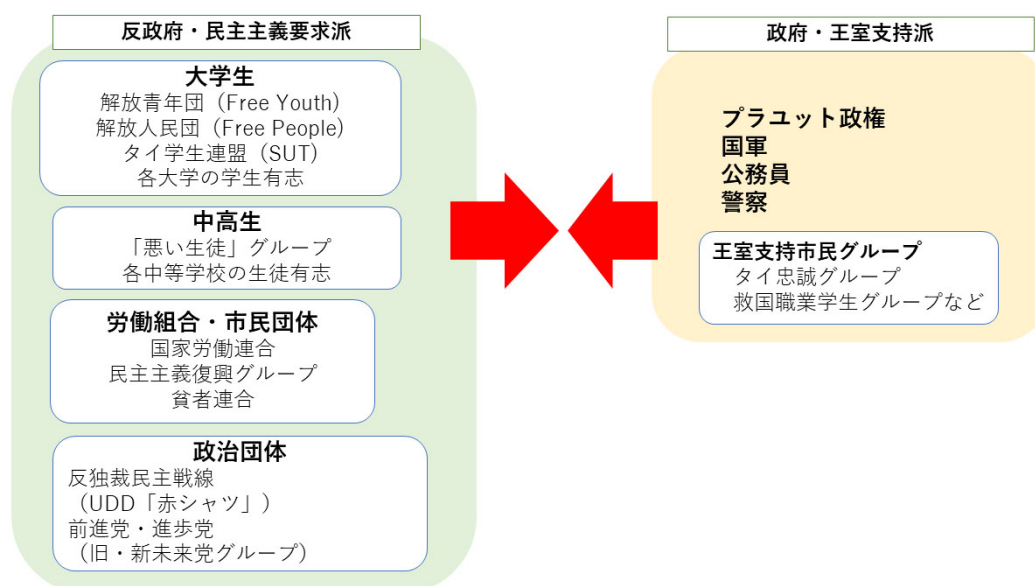 反政府・民主主義要求派
大学生
解放青年団（Free Youth）
解放人民団（Free People）
タイ学生連盟（SUT）
各大学の学生有志
中高生
「悪い生徒」グループ
各中等学校の生徒有志
労働組合・市民団体
国家労働連合
民主主義復興グループ
貧者連合
政治団体
反独裁民主戦線
（UDD「赤シャツ」）
前進党・進歩党
（旧・新未来党グループ）
政府・王室支持派
プラユット政権
国軍
公務員
警察
王室支持市民グループ
タイ忠誠グループ
救国職業学生グループなど